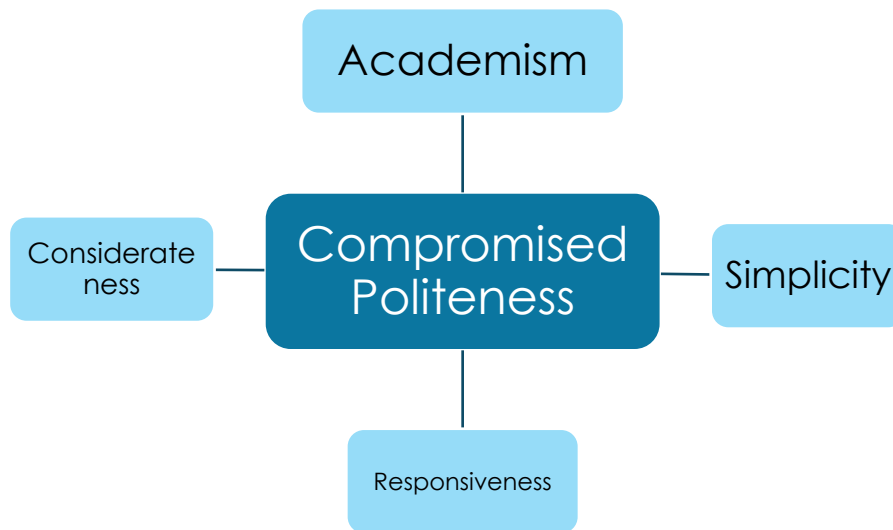 Academism
Considerate
ness
Compromised
Politeness
Simplicity
Responsiveness